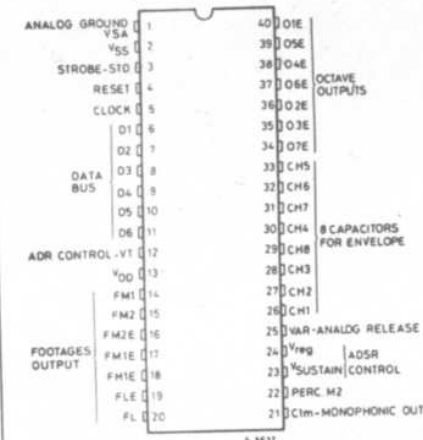 ANALOG GROUND VSA 1
VSS 2
STROBE-STD 3
RESET 4
CLOCK 5
D1 6
D2 7
D3 8
D4 9
D5 10
D6 11
DATA BUS
ADR CONTROL-VT 12
VDD 13
FM1 14
FM2 15
FM2E 16
FM1E 17
FH1E 18
FLE 19
FL 20
FOOTAGES OUTPUT
40 O1E
39 O5E
38 O4E
37 O6E
36 O2E
35 O3E
34 O7E
OCTAVE OUTPUTS
33 CH5
32 CH6
31 CH7
30 CH4
29 CH8
28 CH3
27 CH2
26 CH1
8 CAPACITORS FOR ENVELOPE
25 VAR-ANALOG RELEASE
24 Vreg
23 VSUSTAIN
ADSR CONTROL
22 PERC. M2
21 C1m-MONOPHONIC OUT